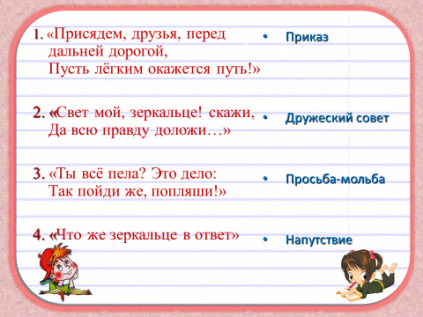 1. «Присядем, друзья, перед
дальней дорогой,
Пусть лёгким окажется путь!»
2. «Свет мой, зеркальце! скажи,
Да всю правду доложи…»
3. «Ты всё пела? Это дело:
Так пойди же, попляши!»
4. «Что же зеркальце в ответ»
• Приказ
• Дружеский совет
• Просьба-мольба
• Напутствие